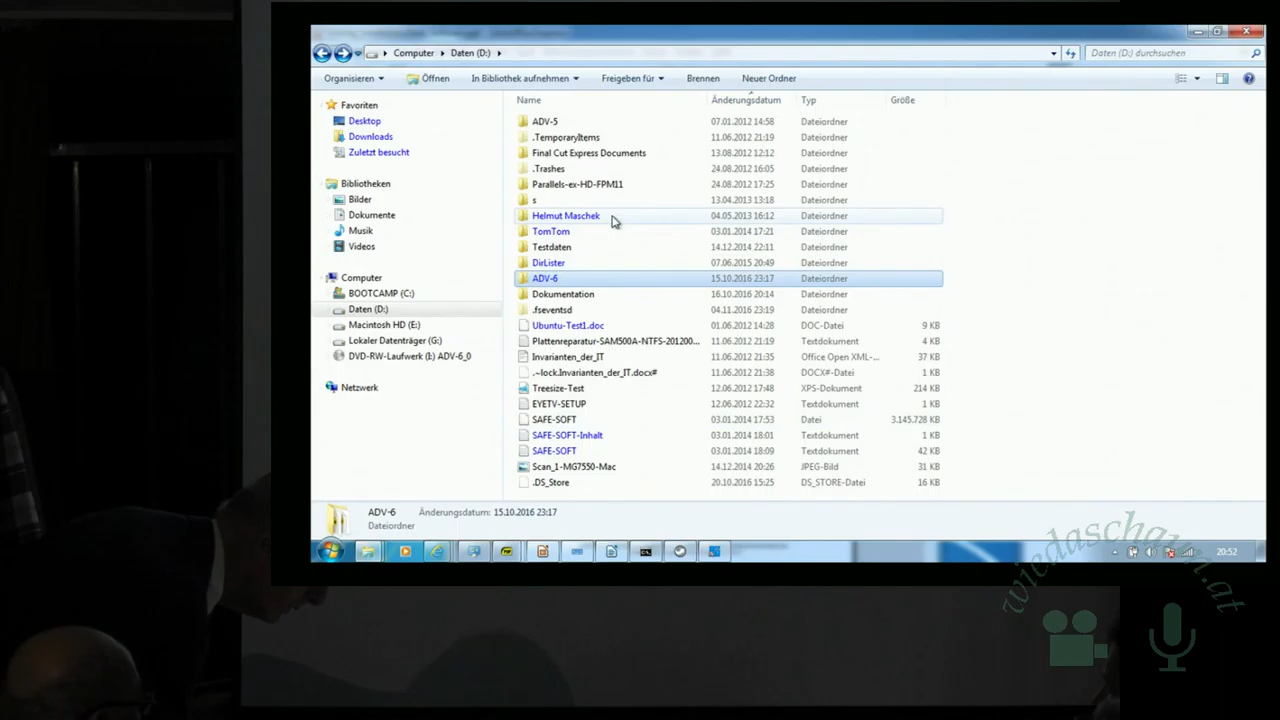 Computer ▸ Daten (D:) ▸ Daten (D:) durchsuchen
Organisieren Öffnen In Bibliothek aufnehmen Freigeben für Brennen Neuer Ordner
Favoriten
Desktop
Downloads
Zuletzt besucht
Bibliotheken
Bilder
Dokumente
Musik
Videos
Computer
BOOTCAMP (C:)
Daten (D:)
Macintosh HD (E:)
Lokaler Datenträger (G:)
DVD-RW-Laufwerk (I:) ADV-6_0
Netzwerk
Name Änderungsdatum Typ Größe
ADV-5 07.01.2012 14:58 Dateiordner
.TemporaryItems 11.06.2012 21:19 Dateiordner
Final Cut Express Documents 13.08.2012 12:12 Dateiordner
.Trashes 24.08.2012 16:05 Dateiordner
Parallels-ex-HD-FPM11 24.08.2012 17:25 Dateiordner
s 13.04.2013 13:18 Dateiordner
Helmut Maschek 04.05.2013 16:12 Dateiordner
TomTom 03.01.2014 17:21 Dateiordner
Testdaten 14.12.2014 22:11 Dateiordner
DirLister 07.06.2015 20:49 Dateiordner
ADV-6 15.10.2016 23:17 Dateiordner
Dokumentation 16.10.2016 20:14 Dateiordner
.fseventsd 04.11.2016 23:19 Dateiordner
Ubuntu-Test1.doc 01.06.2012 14:28 DOC-Datei 9 KB
Plattenreparatur-SAM500A-NTFS-201200... 11.06.2012 21:19 Textdokument 4 KB
Invarianten_der_IT 11.06.2012 21:35 Office Open XML-... 37 KB
.~lock.Invarianten_der_IT.docx# 11.06.2012 21:38 DOCX#-Datei 1 KB
Treesize-Test 12.06.2012 17:48 XPS-Dokument 214 KB
EYETV-SETUP 12.06.2012 22:32 Textdokument 1 KB
SAFE-SOFT 03.01.2014 17:53 Datei 3.145.728 KB
SAFE-SOFT-Inhalt 03.01.2014 18:01 Textdokument 1 KB
SAFE-SOFT 03.01.2014 18:09 Textdokument 42 KB
Scan_1-MG7550-Mac 14.12.2014 20:26 JPEG-Bild 31 KB
.DS_Store 20.10.2016 15:25 DS_STORE-Datei 16 KB
ADV-6 Änderungsdatum: 15.10.2016 23:17
Dateiordner
20:52
wiedaschaun.at